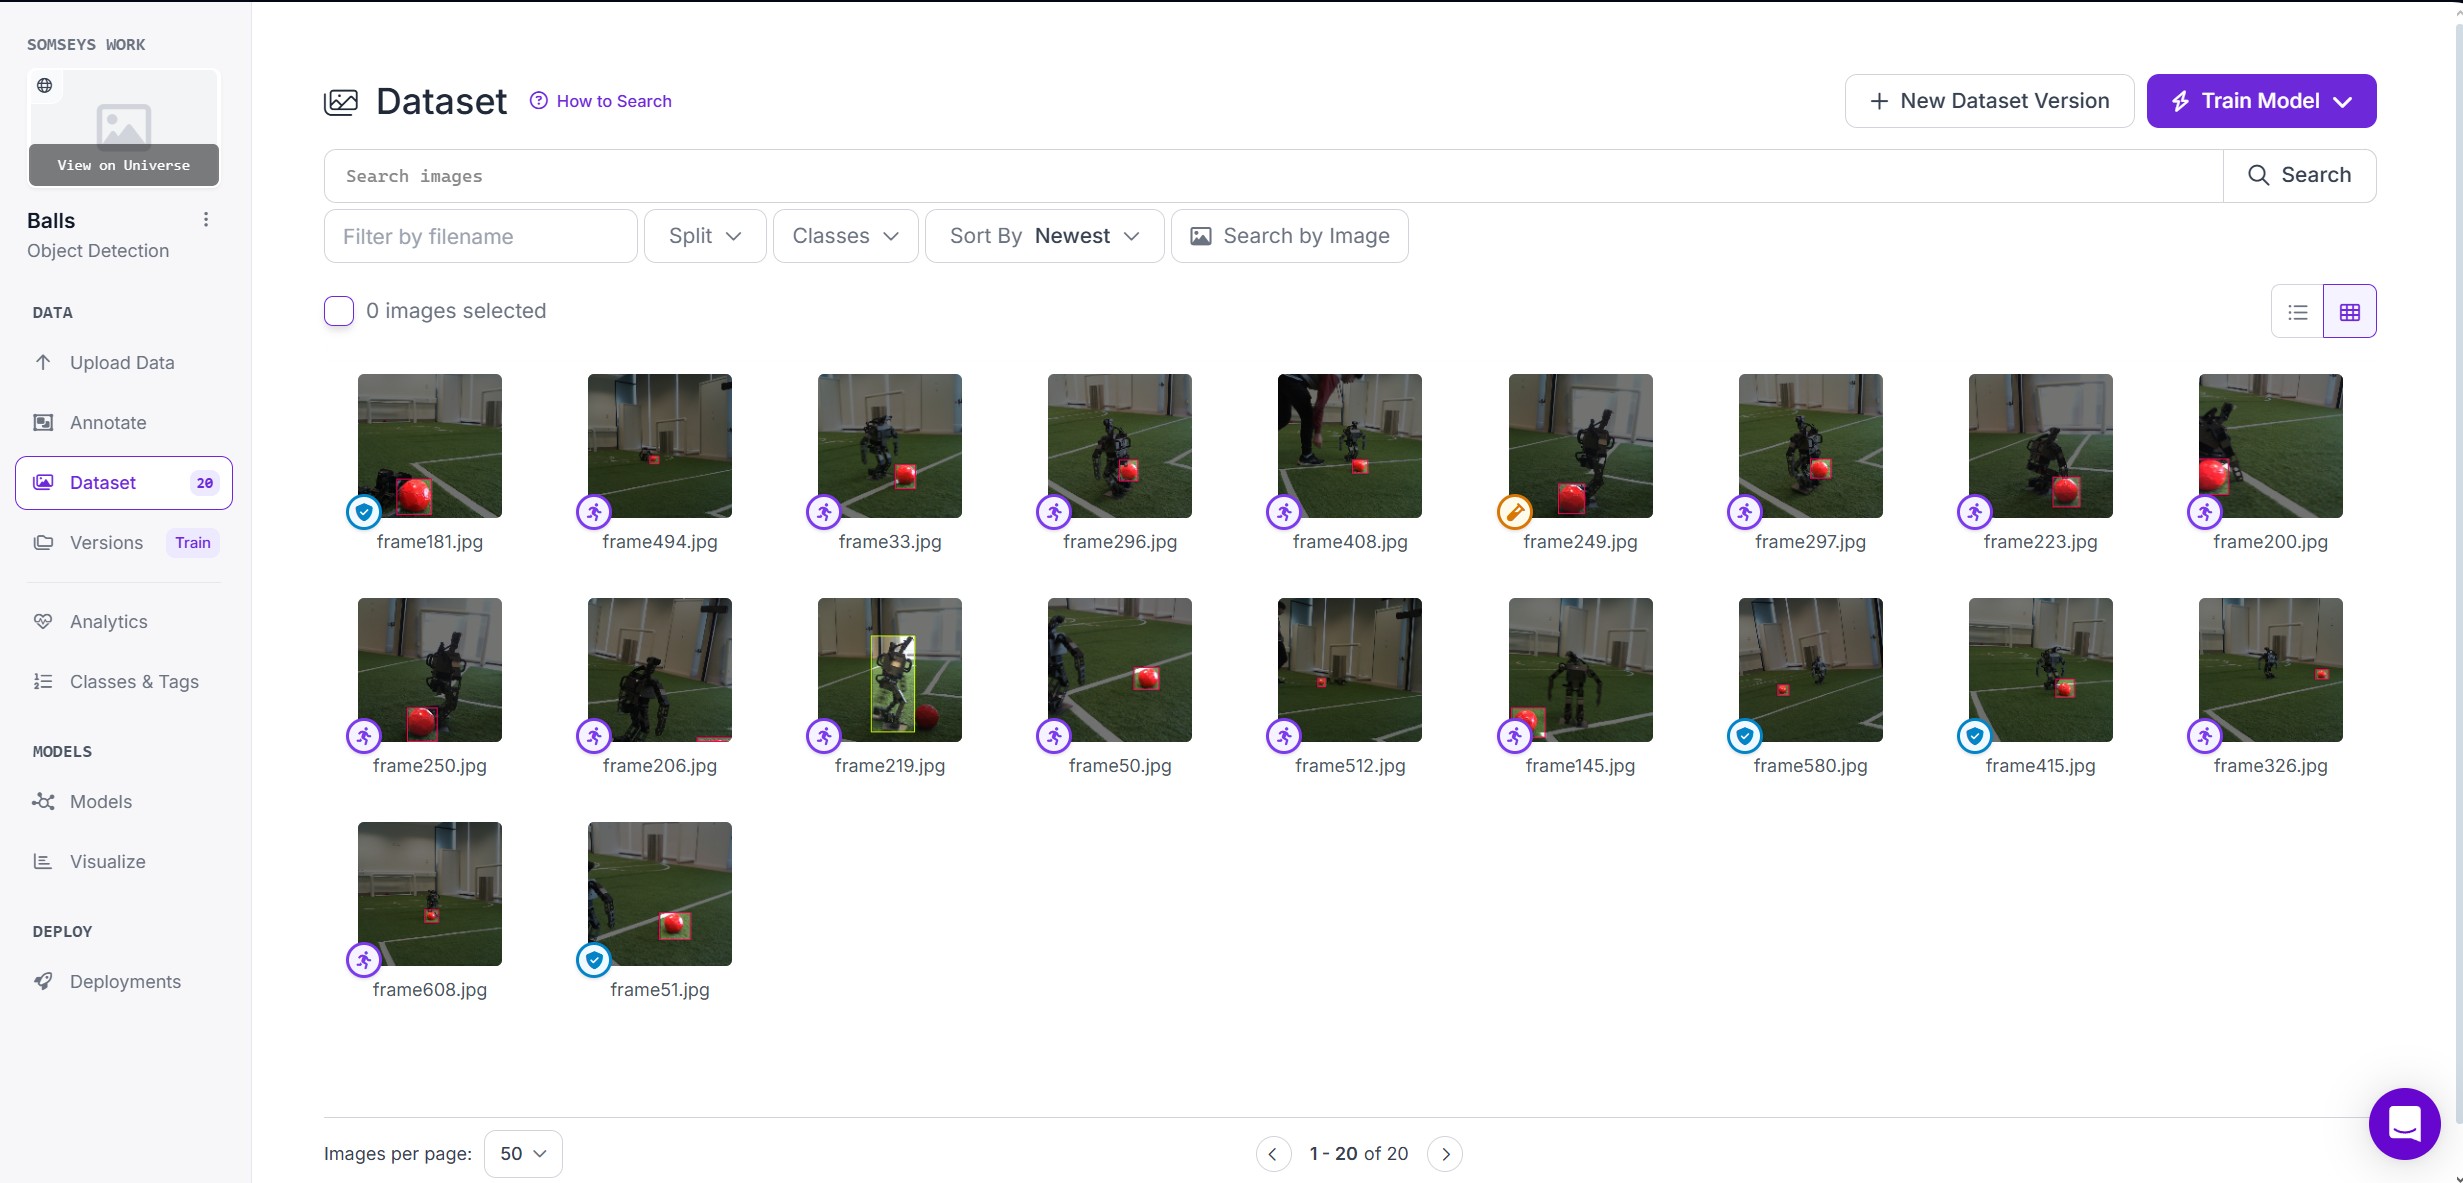 SOMSEYS WORK
View on Universe
Balls
Object Detection
DATA
Upload Data
Annotate
Dataset 20
Versions Train
Analytics
Classes & Tags
MODELS
Models
Visualize
DEPLOY
Deployments
Dataset How to Search
New Dataset Version Train Model
Search images Search
Filter by filename Split Classes Sort By Newest Search by Image
0 images selected
frame181.jpg frame494.jpg frame33.jpg frame296.jpg frame408.jpg frame249.jpg frame297.jpg frame223.jpg frame200.jpg
frame250.jpg frame206.jpg frame219.jpg frame50.jpg frame512.jpg frame145.jpg frame580.jpg frame415.jpg frame326.jpg
frame608.jpg frame51.jpg
Images per page: 50 1 - 20 of 20